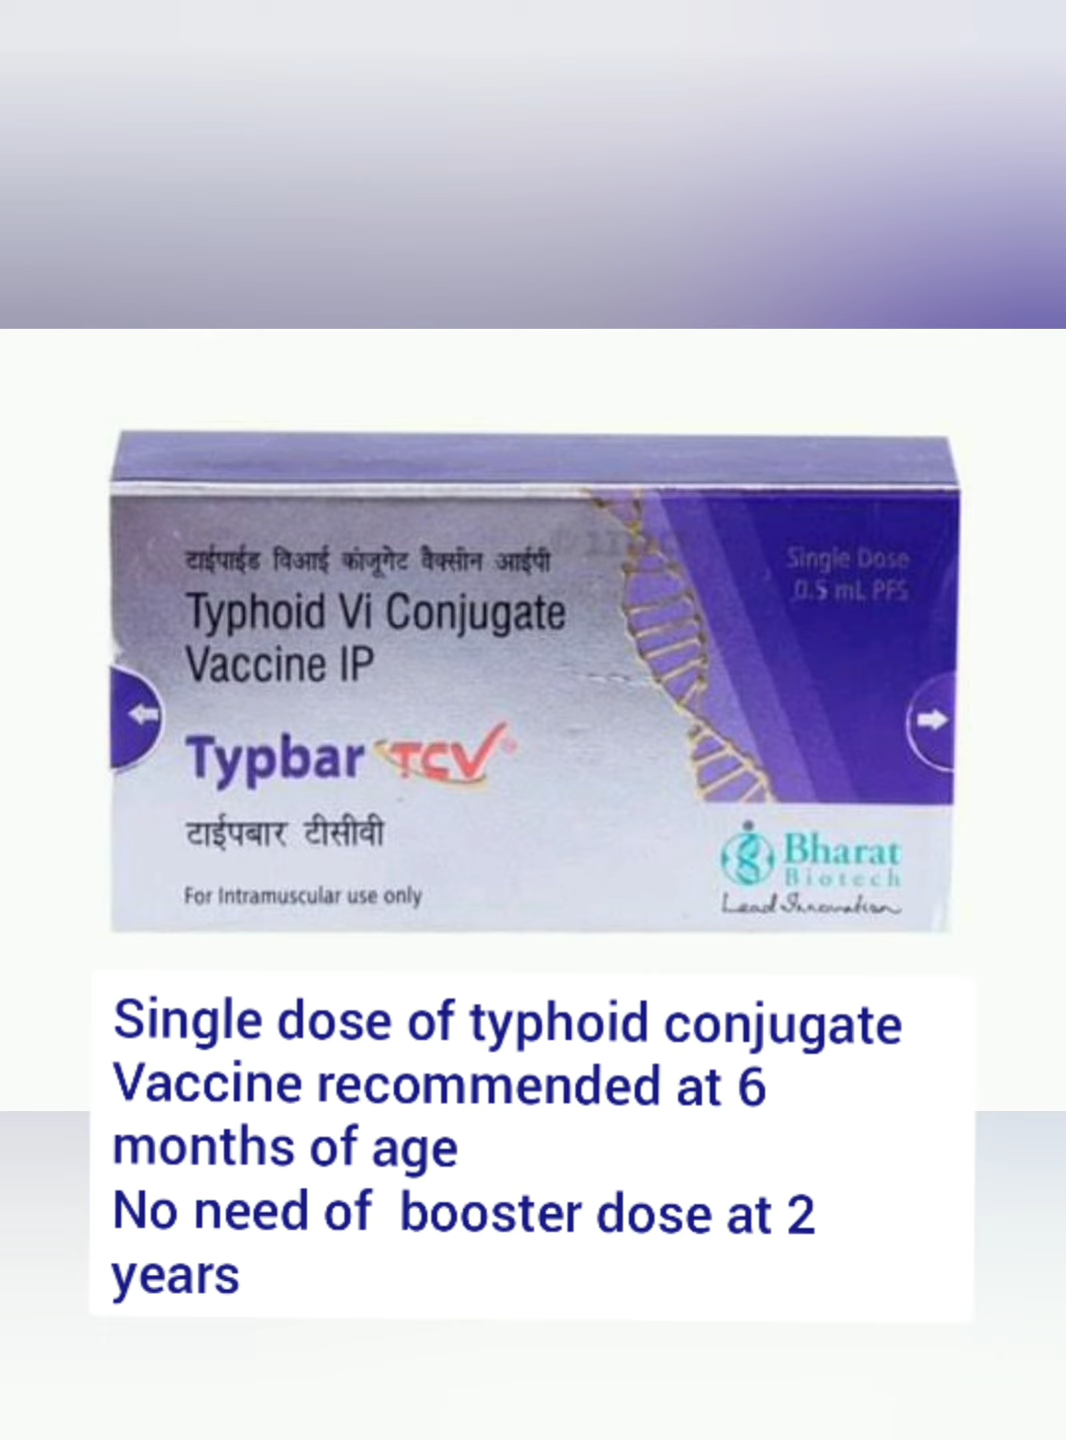 टाईपाईड विआई कांजूगेट वैक्सीन आईपी
Typhoid Vi Conjugate
Vaccine IP
Single Dose
0.5 mL PFS
Typbar TCV®
टाईपबार टीसीवी
For Intramuscular use only
Bharat
Biotech
Lead Innovation
Single dose of typhoid conjugate
Vaccine recommended at 6
months of age
No need of booster dose at 2
years